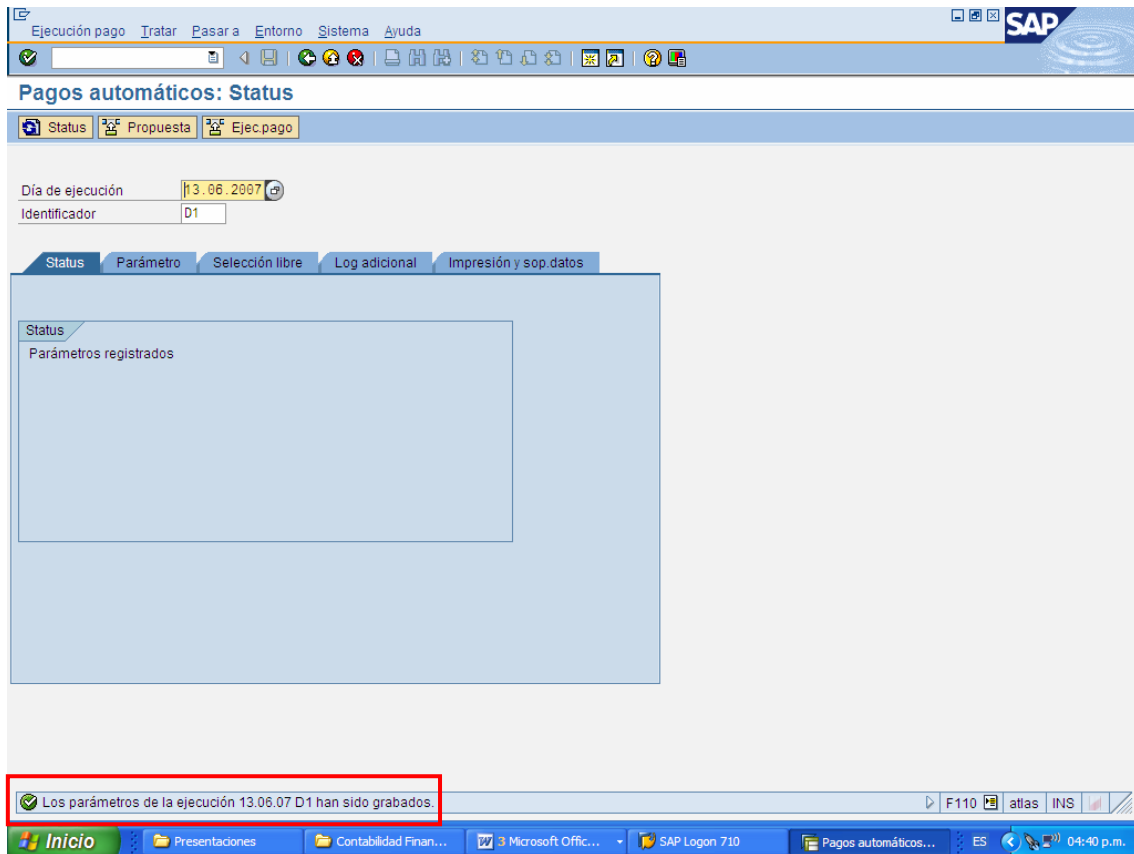 Ejecución pago Tratar Pasar a Entorno Sistema Ayuda
SAP
Pagos automáticos: Status
Status Propuesta Ejec.pago
Día de ejecución 13.06.2007
Identificador D1
Status Parámetro Selección libre Log adicional Impresión y sop.datos
Status
Parámetros registrados
Los parámetros de la ejecución 13.06.07 D1 han sido grabados.
F110 atlas INS
Inicio Presentaciones Contabilidad Finan... 3 Microsoft Offic... SAP Logon 710 Pagos automáticos... ES 04:40 p.m.